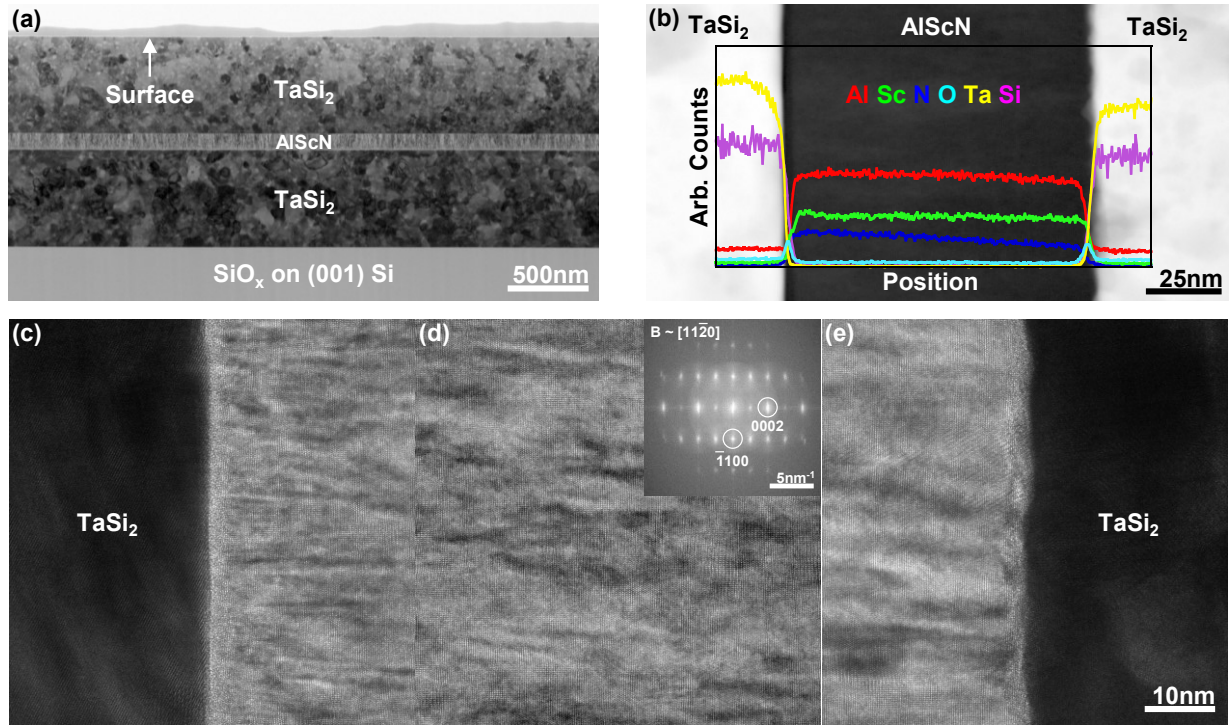 (a)
Surface
TaSi₂
AlScN
TaSi₂
SiOₓ on (001) Si
500nm
(b)
TaSi₂ AlScN TaSi₂
Al Sc N O Ta Si
Arb. Counts
Position
25nm
(c)
TaSi₂
(d)
B ~ [112̄0]
0002
1̄100
5nm⁻¹
(e)
TaSi₂
10nm